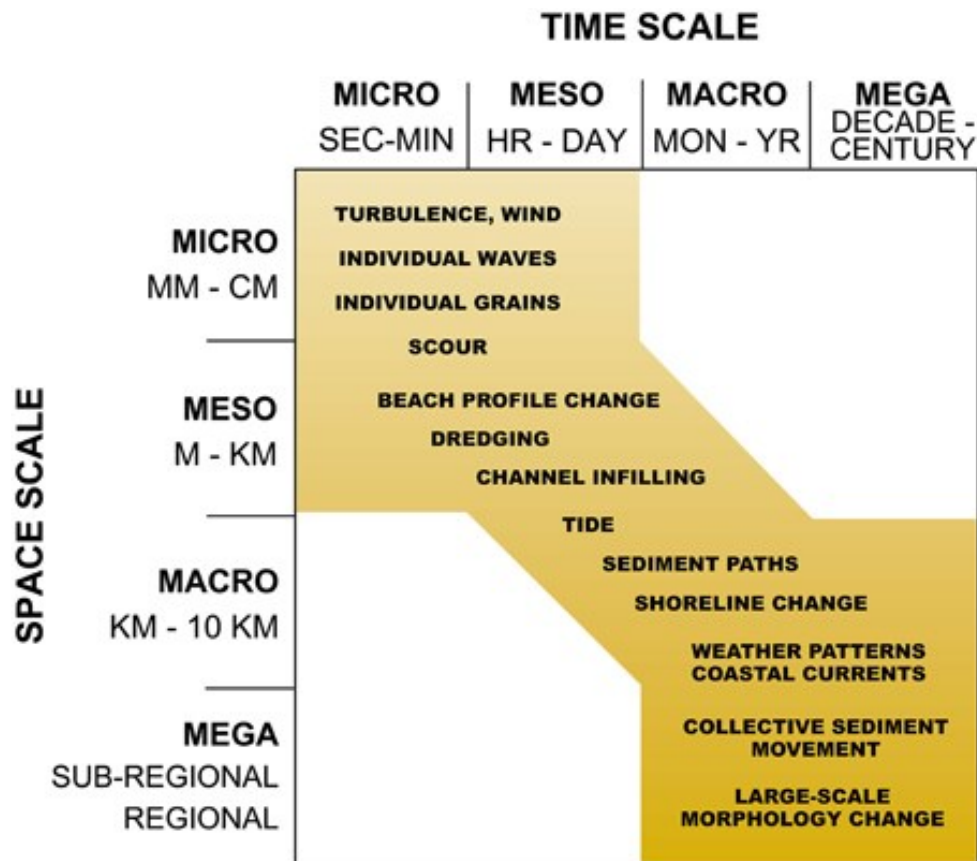 TIME SCALE
MICRO
SEC-MIN
MESO
HR - DAY
MACRO
MON - YR
MEGA
DECADE -
CENTURY
SPACE SCALE
MICRO
MM - CM
MESO
M - KM
MACRO
KM - 10 KM
MEGA
SUB-REGIONAL
REGIONAL
TURBULENCE, WIND
INDIVIDUAL WAVES
INDIVIDUAL GRAINS
SCOUR
BEACH PROFILE CHANGE
DREDGING
CHANNEL INFILLING
TIDE
SEDIMENT PATHS
SHORELINE CHANGE
WEATHER PATTERNS
COASTAL CURRENTS
COLLECTIVE SEDIMENT
MOVEMENT
LARGE-SCALE
MORPHOLOGY CHANGE